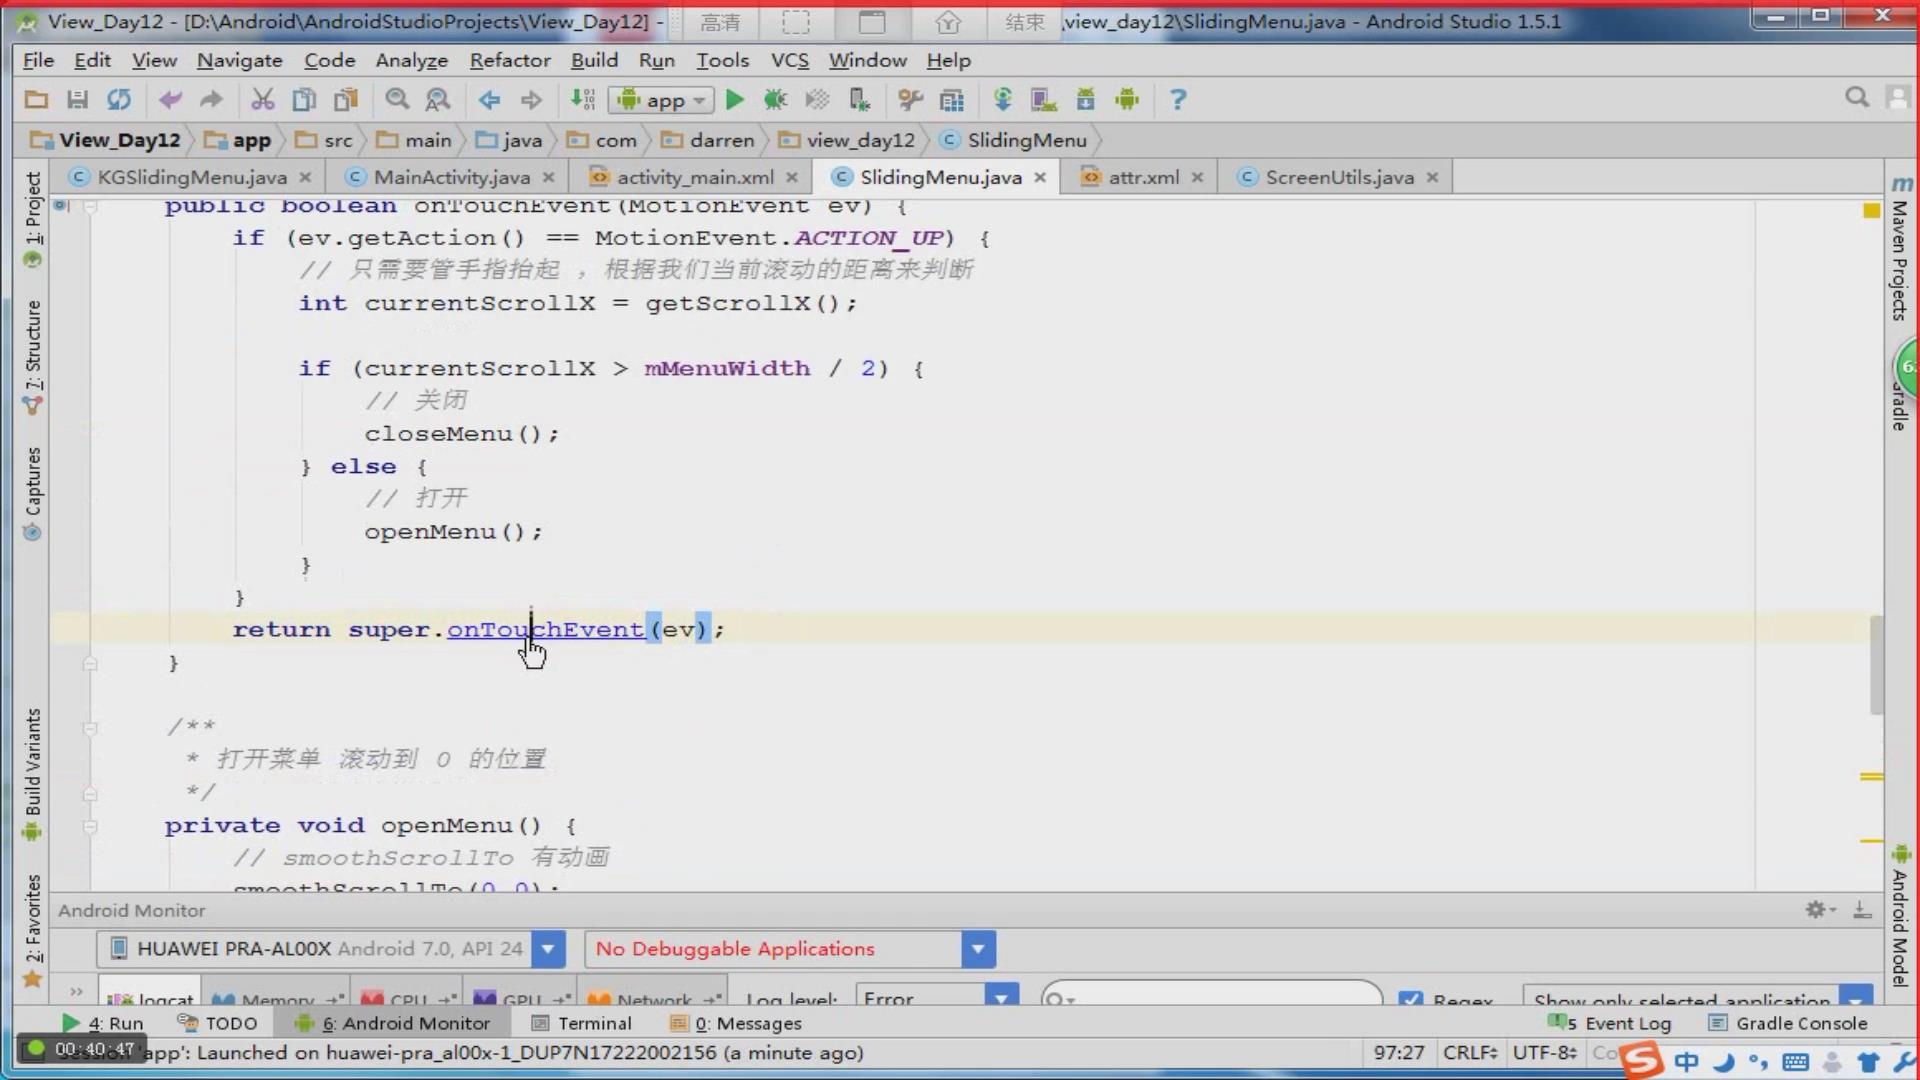 View_Day12 - [D:\Android\AndroidStudioProjects\View_Day12] - 高清 结束 .view_day12\SlidingMenu.java - Android Studio 1.5.1
File Edit View Navigate Code Analyze Refactor Build Run Tools VCS Window Help
app
View_Day12 app src main java com darren view_day12 SlidingMenu
KGSlidingMenu.java MainActivity.java activity_main.xml SlidingMenu.java attr.xml ScreenUtils.java
public boolean onTouchEvent(MotionEvent ev) {
if (ev.getAction() == MotionEvent.ACTION_UP) {
// 只需要管手指抬起 ，根据我们当前滚动的距离来判断
int currentScrollX = getScrollX();
if (currentScrollX > mMenuWidth / 2) {
// 关闭
closeMenu();
} else {
// 打开
openMenu();
}
}
return super.onTouchEvent(ev);
}
/**
* 打开菜单 滚动到 0 的位置
*/
private void openMenu() {
// smoothScrollTo 有动画
smoothScrollTo(0,0);
1: Project
7: Structure
Captures
Build Variants
2: Favorites
Maven Projects
Gradle
Android Model
Android Monitor
HUAWEI PRA-AL00X Android 7.0, API 24 No Debuggable Applications
logcat Memory CPU GPU Network Log level: Error Regex Show only selected application
4: Run TODO 6: Android Monitor Terminal 0: Messages 5 Event Log Gradle Console
00:40:47 'app': Launched on huawei-pra_al00x-1_DUP7N17222002156 (a minute ago) 97:27 CRLF UTF-8 Co
中